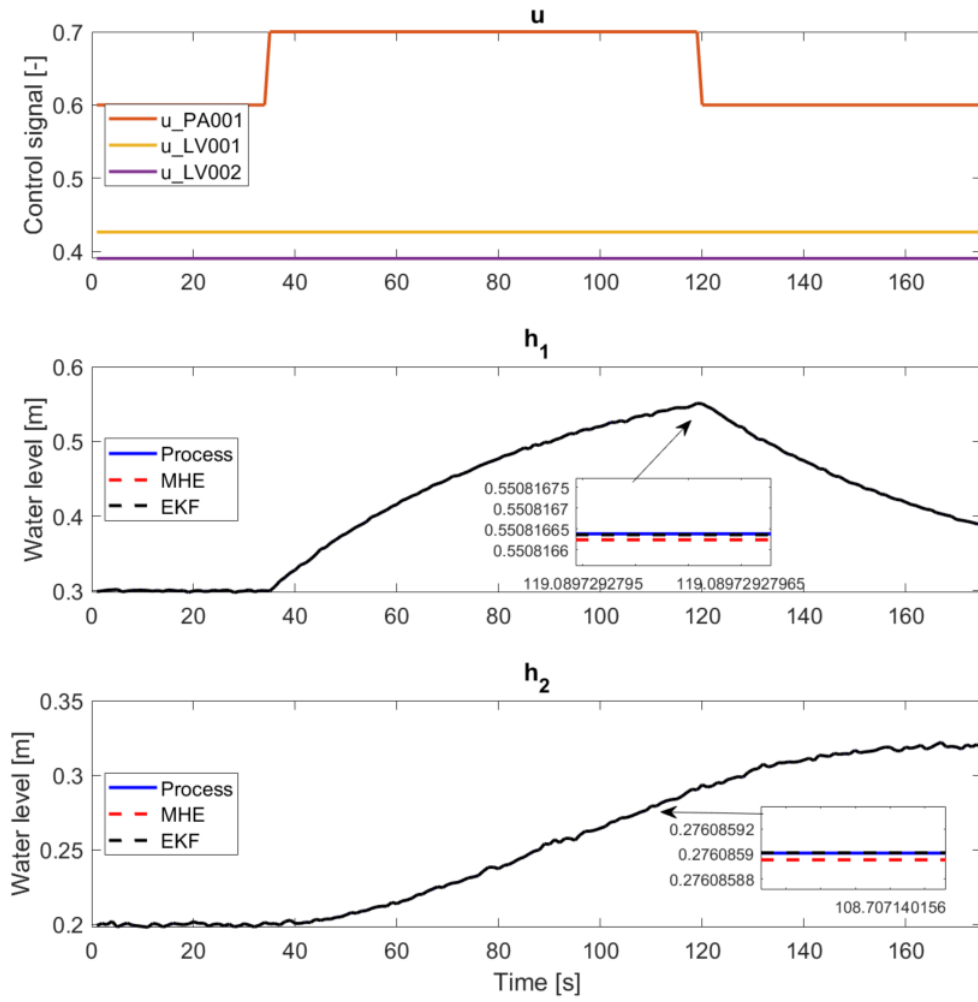 u
Control signal [-]
0.7
0.6
0.5
0.4
u_PA001
u_LV001
u_LV002
0 20 40 60 80 100 120 140 160
h1
Water level [m]
0.6
0.5
0.4
0.3
Process
MHE
EKF
0.55081675
0.5508167
0.55081665
0.5508166
119.0897292795 119.08972927965
0 20 40 60 80 100 120 140 160
h2
Water level [m]
0.35
0.3
0.25
0.2
Process
MHE
EKF
0.27608592
0.2760859
0.27608588
108.707140156
0 20 40 60 80 100 120 140 160
Time [s]